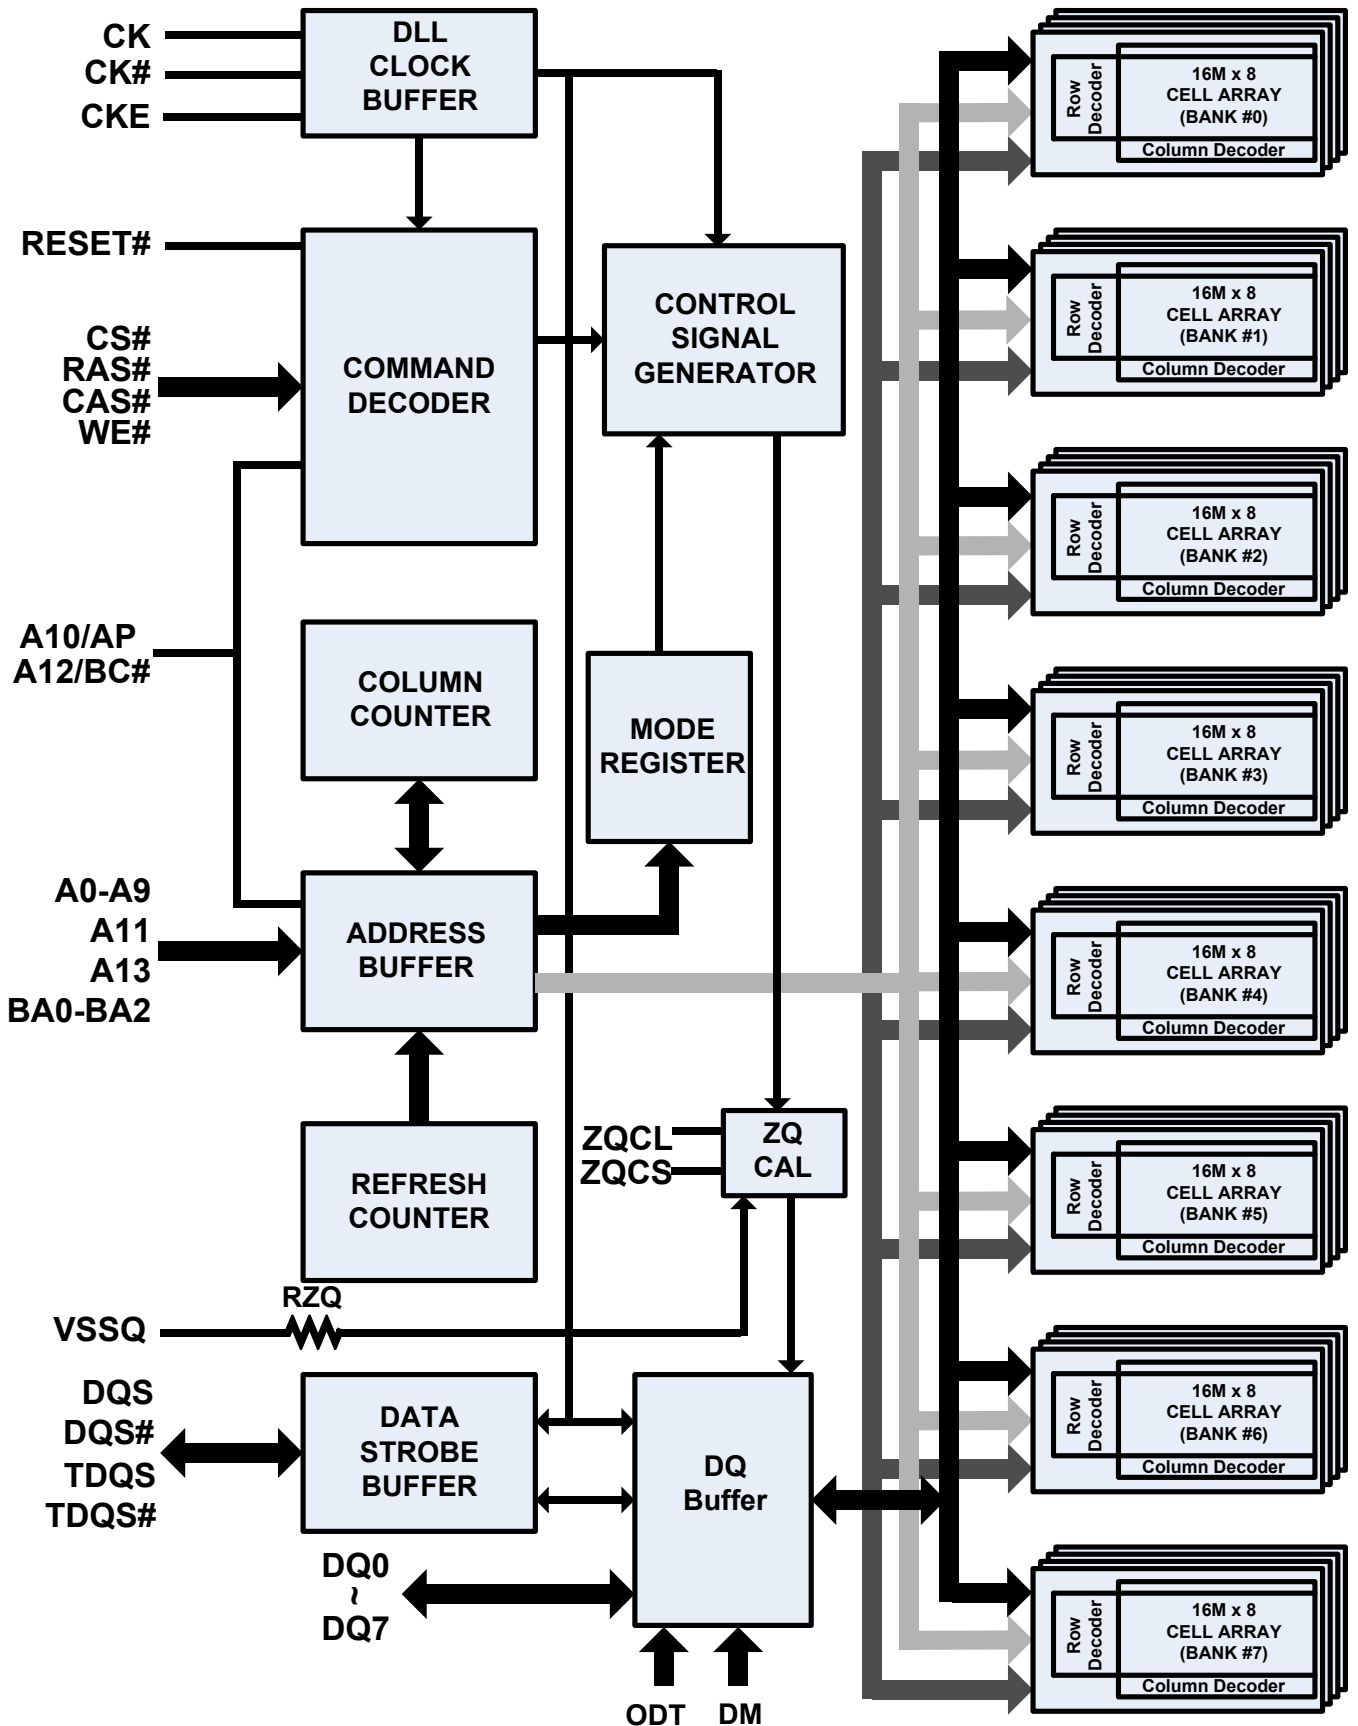 CK
CK#
CKE
DLL
CLOCK
BUFFER
RESET#
CS#
RAS#
CAS#
WE#
COMMAND
DECODER
CONTROL
SIGNAL
GENERATOR
A10/AP
A12/BC#
COLUMN
COUNTER
MODE
REGISTER
A0-A9
A11
A13
BA0-BA2
ADDRESS
BUFFER
REFRESH
COUNTER
ZQCL
ZQCS
ZQ
CAL
RZQ
VSSQ
DQS
DQS#
TDQS
TDQS#
DATA
STROBE
BUFFER
DQ
Buffer
DQ0
~
DQ7
ODT
DM
Row
Decoder
16M x 8
CELL ARRAY
(BANK #0)
Column Decoder
Row
Decoder
16M x 8
CELL ARRAY
(BANK #1)
Column Decoder
Row
Decoder
16M x 8
CELL ARRAY
(BANK #2)
Column Decoder
Row
Decoder
16M x 8
CELL ARRAY
(BANK #3)
Column Decoder
Row
Decoder
16M x 8
CELL ARRAY
(BANK #4)
Column Decoder
Row
Decoder
16M x 8
CELL ARRAY
(BANK #5)
Column Decoder
Row
Decoder
16M x 8
CELL ARRAY
(BANK #6)
Column Decoder
Row
Decoder
16M x 8
CELL ARRAY
(BANK #7)
Column Decoder